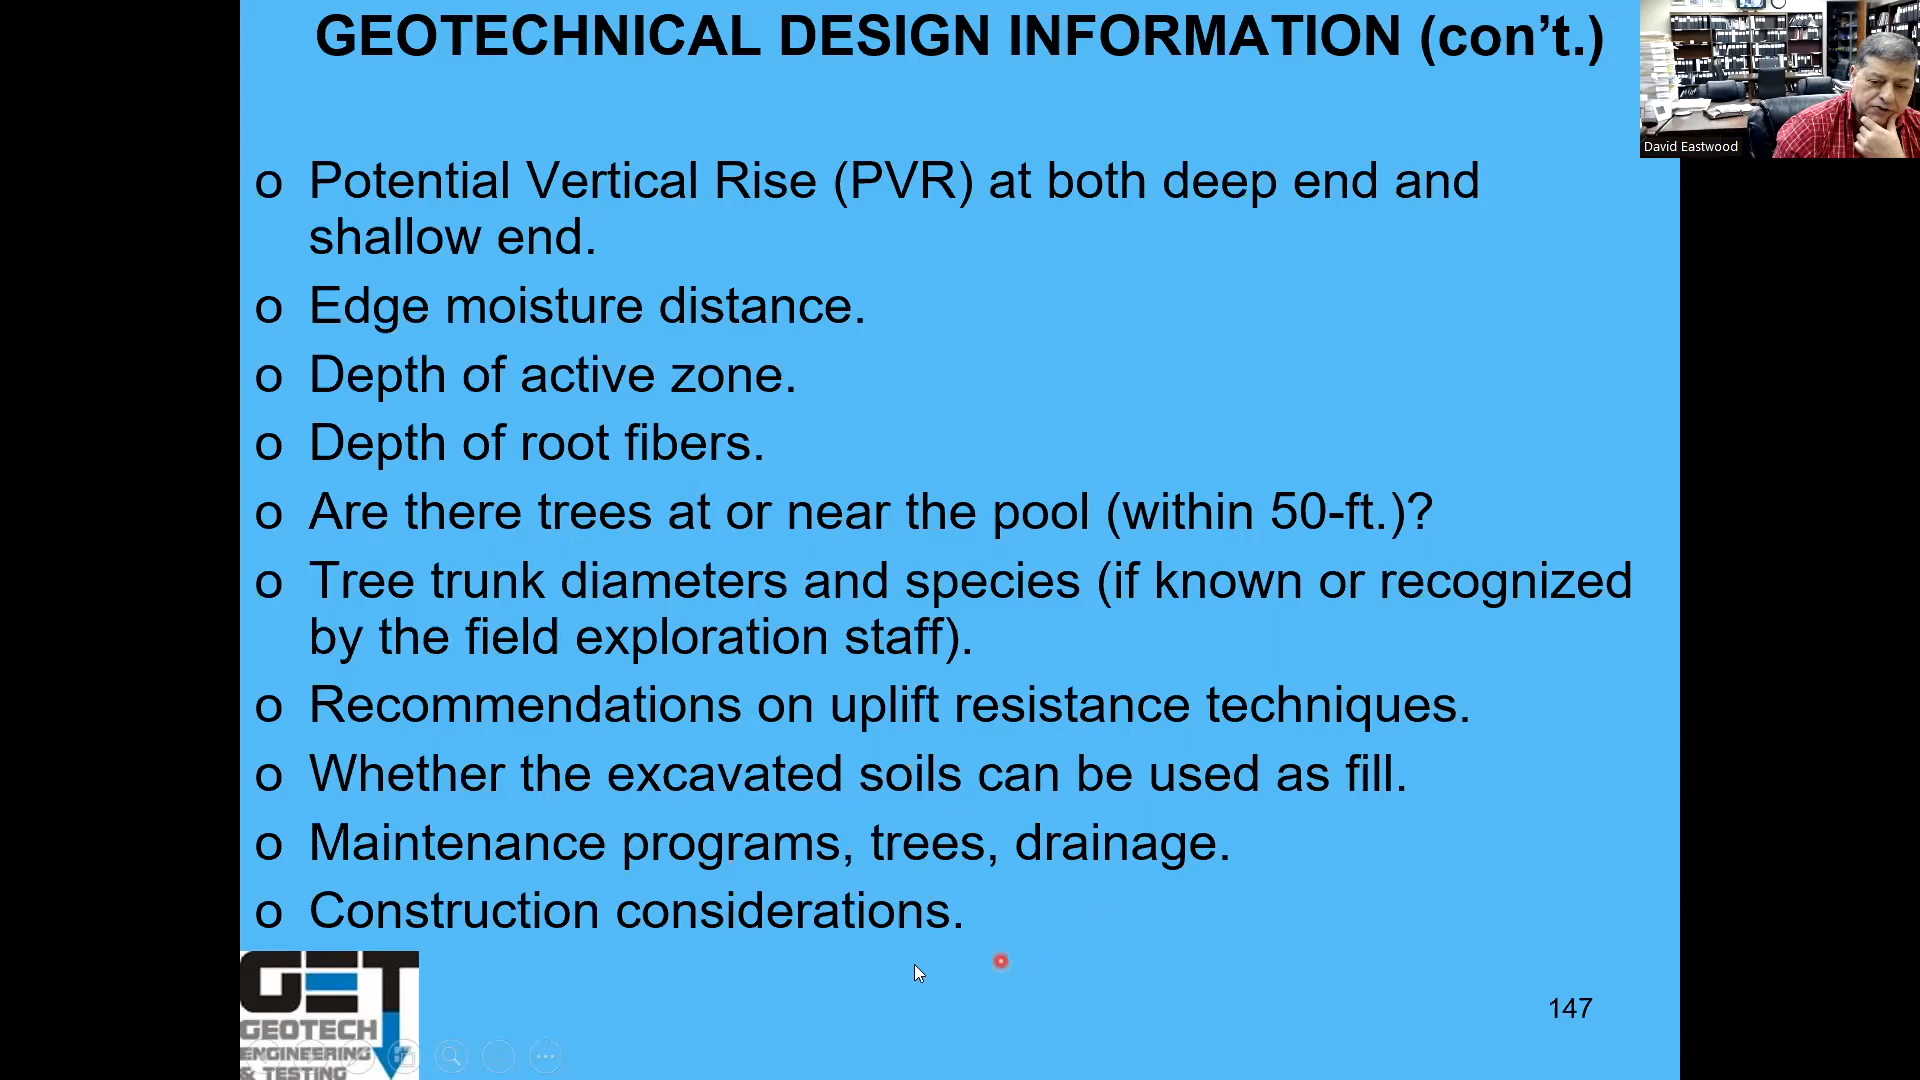 GEOTECHNICAL DESIGN INFORMATION (con’t.)
David Eastwood
o Potential Vertical Rise (PVR) at both deep end and
shallow end.
o Edge moisture distance.
o Depth of active zone.
o Depth of root fibers.
o Are there trees at or near the pool (within 50-ft.)?
o Tree trunk diameters and species (if known or recognized
by the field exploration staff).
o Recommendations on uplift resistance techniques.
o Whether the excavated soils can be used as fill.
o Maintenance programs, trees, drainage.
o Construction considerations.
GET
GEOTECH
ENGINEERING
& TESTING
147